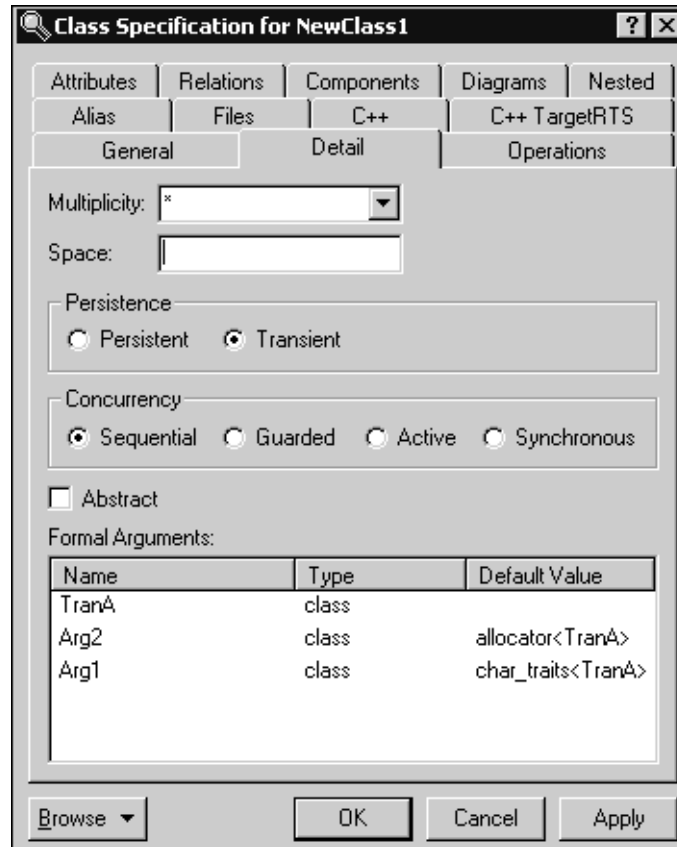 Class Specification for NewClass1
Attributes Relations Components Diagrams Nested
Alias Files C++ C++ TargetRTS
General Detail Operations
Multiplicity: *
Space:
Persistence
Persistent Transient
Concurrency
Sequential Guarded Active Synchronous
Abstract
Formal Arguments:
Name Type Default Value
TranA class
Arg2 class allocator<TranA>
Arg1 class char_traits<TranA>
Browse OK Cancel Apply